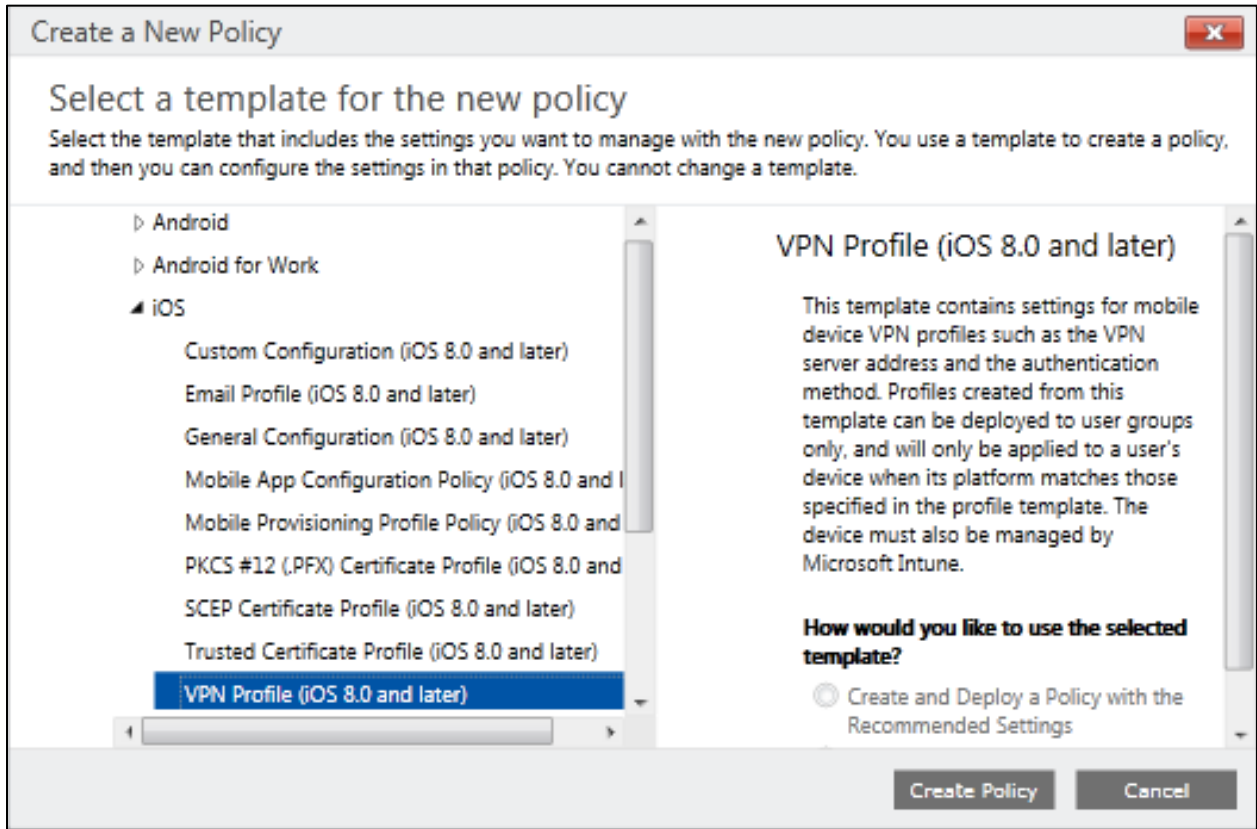 Create a New Policy
Select a template for the new policy
Select the template that includes the settings you want to manage with the new policy. You use a template to create a policy,
and then you can configure the settings in that policy. You cannot change a template.
Android
Android for Work
iOS
Custom Configuration (iOS 8.0 and later)
Email Profile (iOS 8.0 and later)
General Configuration (iOS 8.0 and later)
Mobile App Configuration Policy (iOS 8.0 and l
Mobile Provisioning Profile Policy (iOS 8.0 and
PKCS #12 (.PFX) Certificate Profile (iOS 8.0 and
SCEP Certificate Profile (iOS 8.0 and later)
Trusted Certificate Profile (iOS 8.0 and later)
VPN Profile (iOS 8.0 and later)
VPN Profile (iOS 8.0 and later)
This template contains settings for mobile
device VPN profiles such as the VPN
server address and the authentication
method. Profiles created from this
template can be deployed to user groups
only, and will only be applied to a user's
device when its platform matches those
specified in the profile template. The
device must also be managed by
Microsoft Intune.
How would you like to use the selected
template?
Create and Deploy a Policy with the
Recommended Settings
Create Policy
Cancel